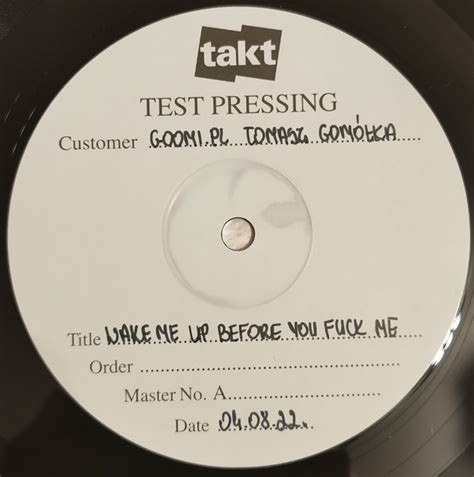 takt
TEST PRESSING
Customer GOOMI.PL TOMASZ GOMÓŁKA
Title WAKE ME UP BEFORE YOU FUCK ME
Order
Master No. A
Date 04.08.22.